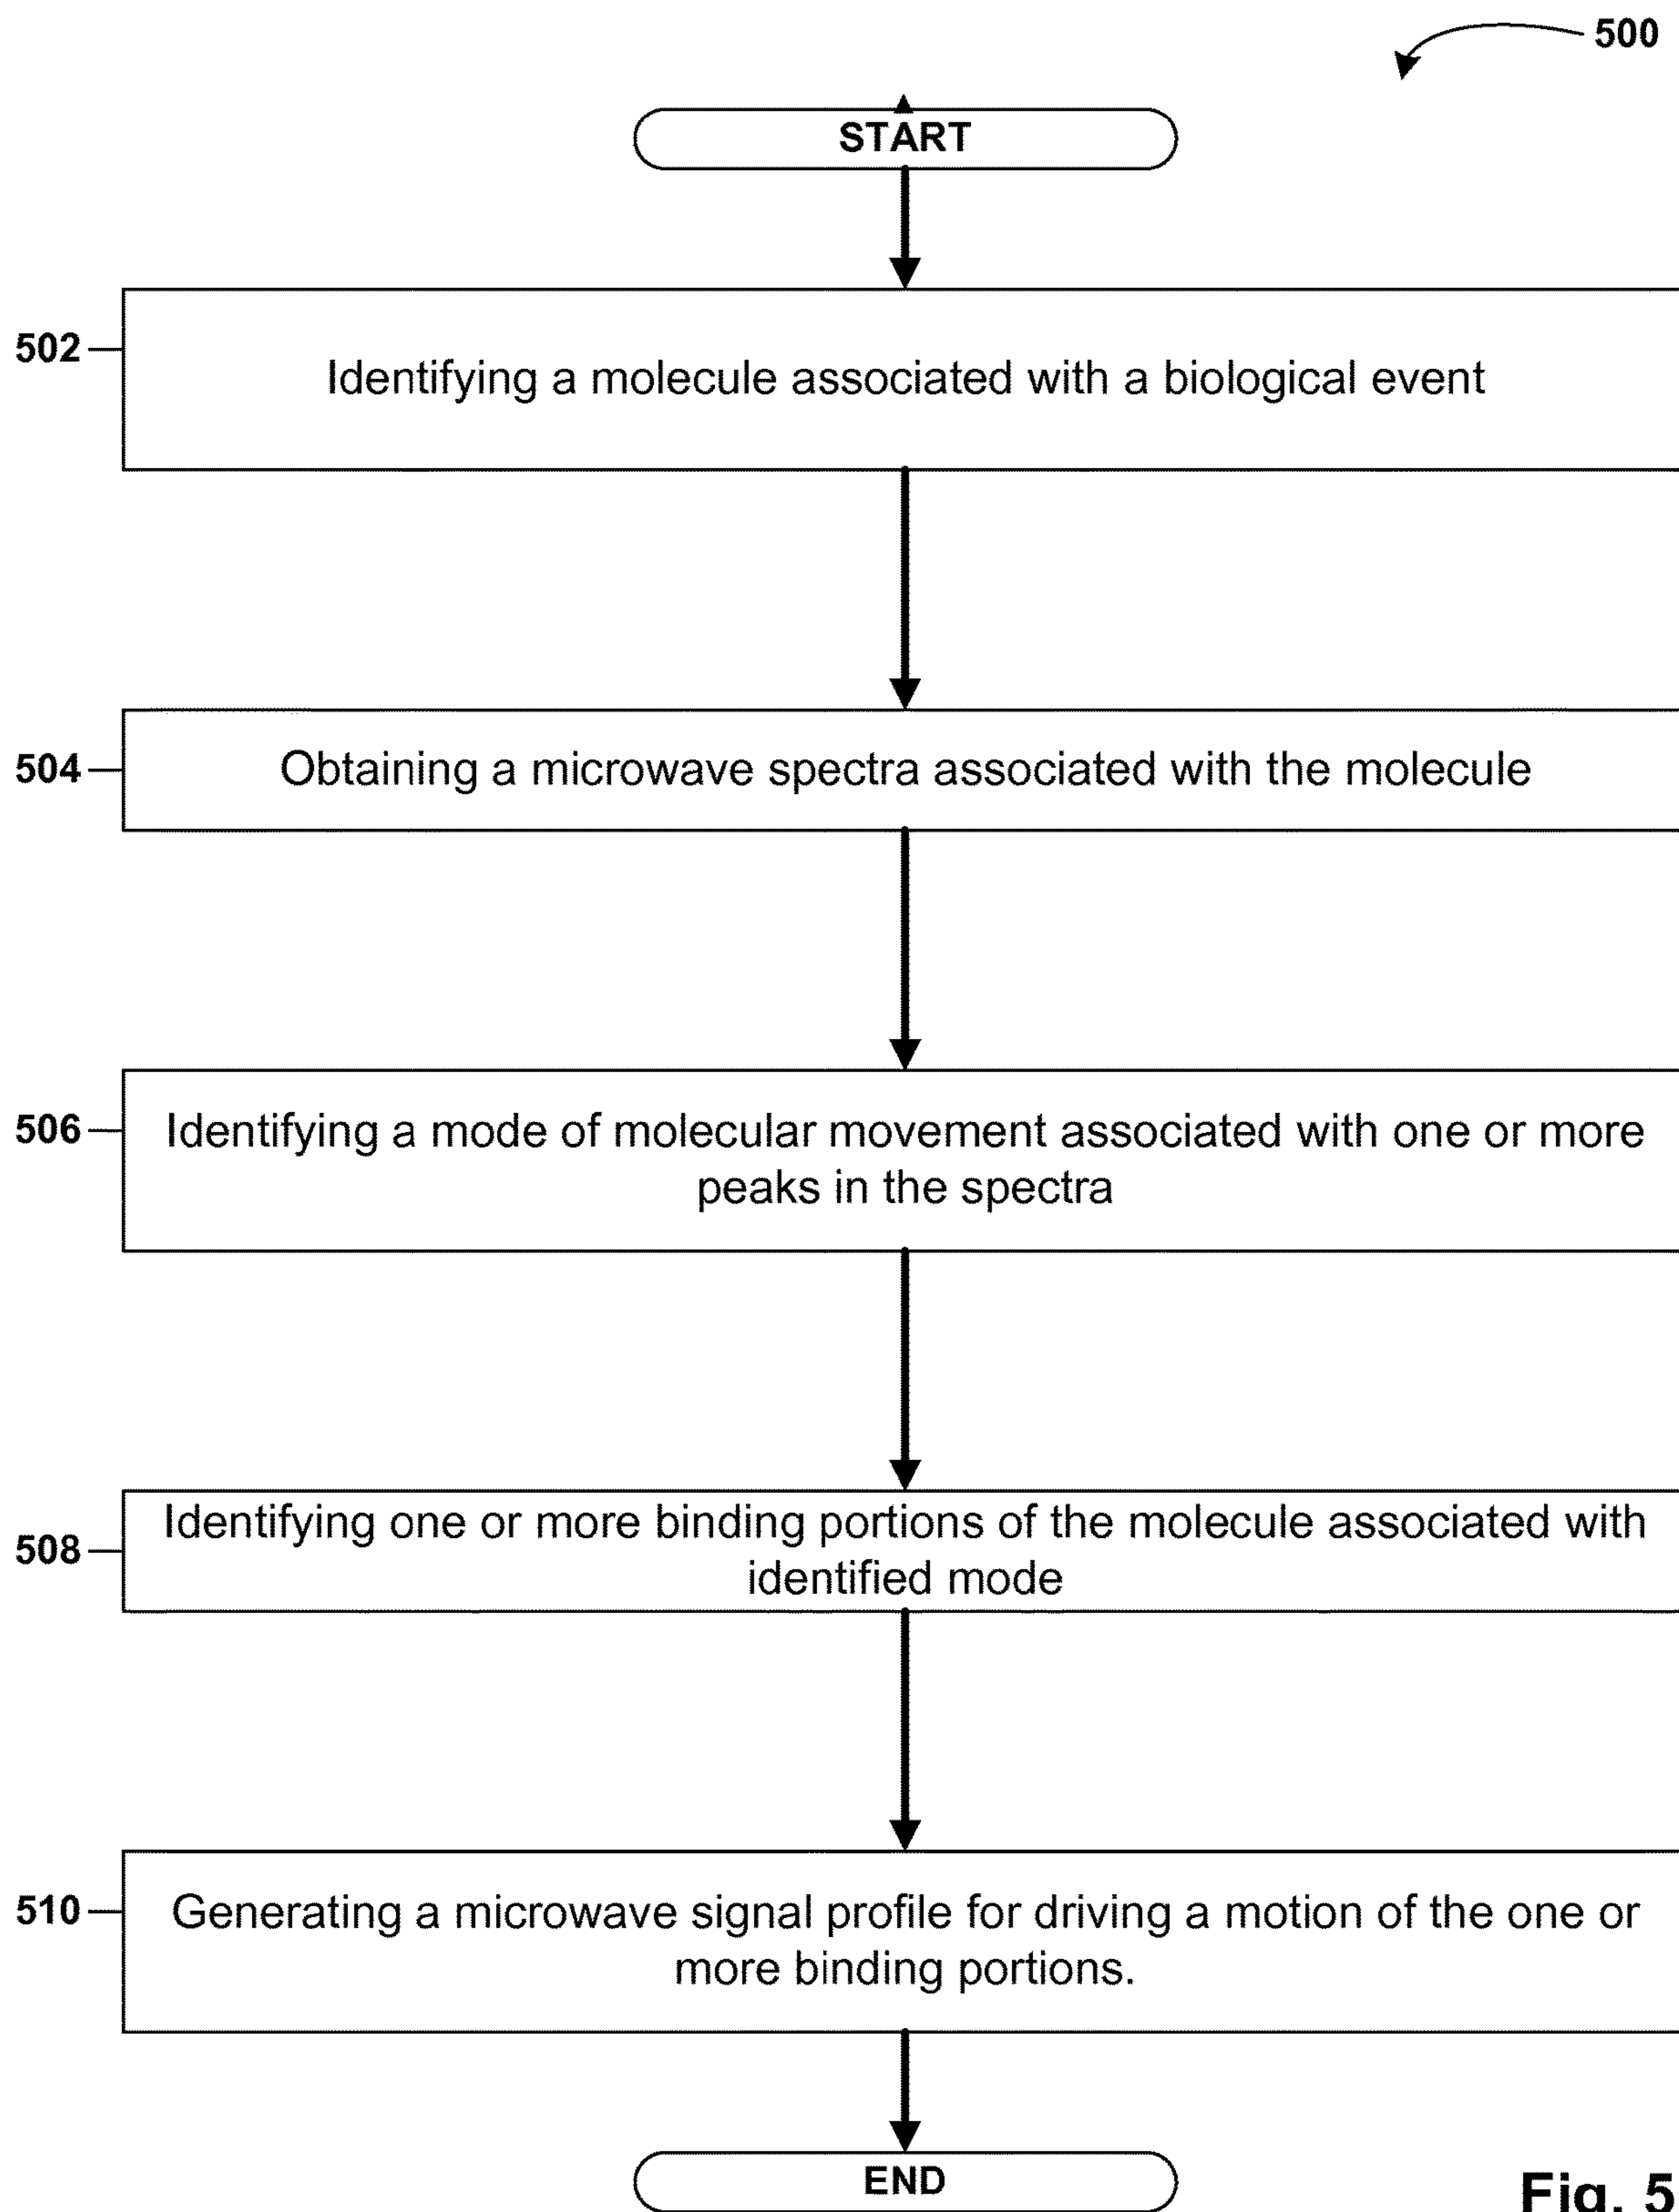 500
START
502
Identifying a molecule associated with a biological event
504
Obtaining a microwave spectra associated with the molecule
506
Identifying a mode of molecular movement associated with one or more
peaks in the spectra
508
Identifying one or more binding portions of the molecule associated with
identified mode
510
Generating a microwave signal profile for driving a motion of the one or
more binding portions.
END
Fig. 5